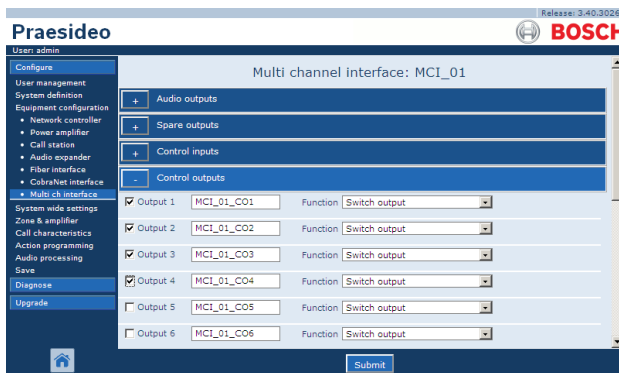 Release: 3.40.3026
Praesideo
BOSCH
User: admin
Configure
User management
System definition
Equipment configuration
• Network controller
• Power amplifier
• Call station
• Audio expander
• Fiber interface
• CobraNet interface
• Multi ch interface
System wide settings
Zone & amplifier
Call characteristics
Action programming
Audio processing
Save
Diagnose
Upgrade
Multi channel interface: MCI_01
+ Audio outputs
+ Spare outputs
+ Control inputs
- Control outputs
Output 1 MCI_01_CO1 Function Switch output
Output 2 MCI_01_CO2 Function Switch output
Output 3 MCI_01_CO3 Function Switch output
Output 4 MCI_01_CO4 Function Switch output
Output 5 MCI_01_CO5 Function Switch output
Output 6 MCI_01_CO6 Function Switch output
Submit